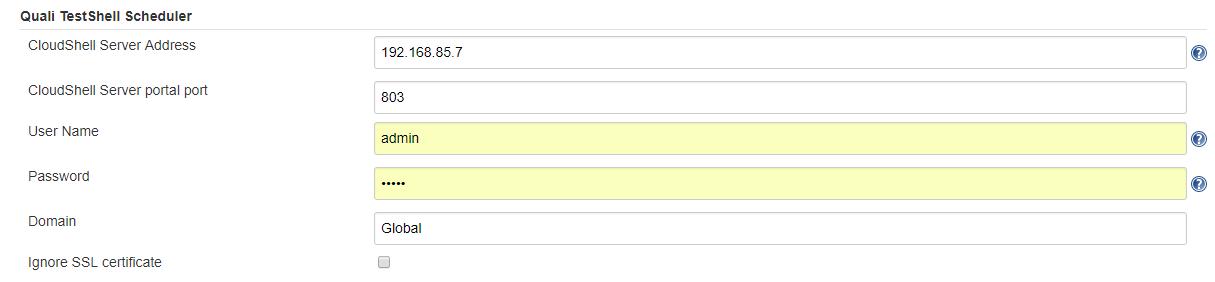 Quali TestShell Scheduler
CloudShell Server Address 192.168.85.7
CloudShell Server portal port 803
User Name admin
Password •••••
Domain Global
Ignore SSL certificate